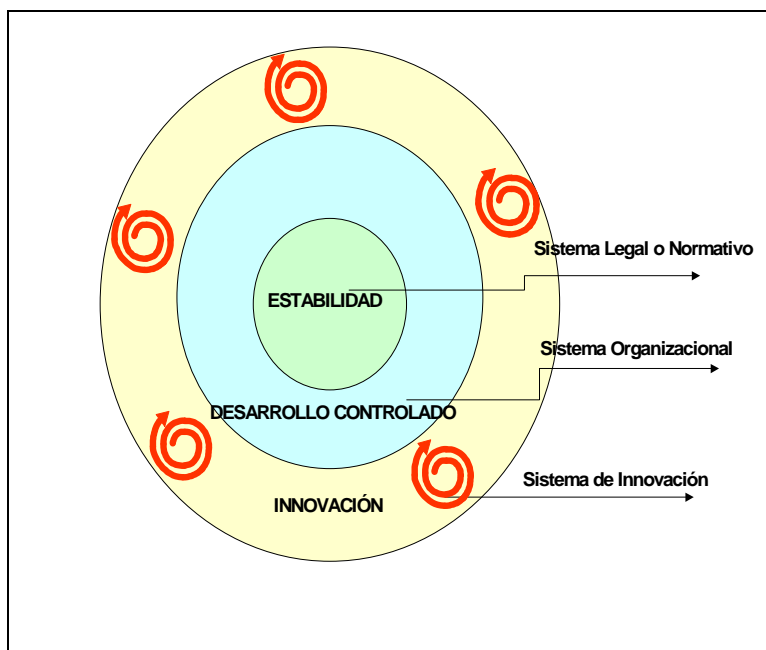 Sistema Legal o Normativo
ESTABILIDAD
Sistema Organizacional
DESARROLLO CONTROLADO
Sistema de Innovación
INNOVACIÓN